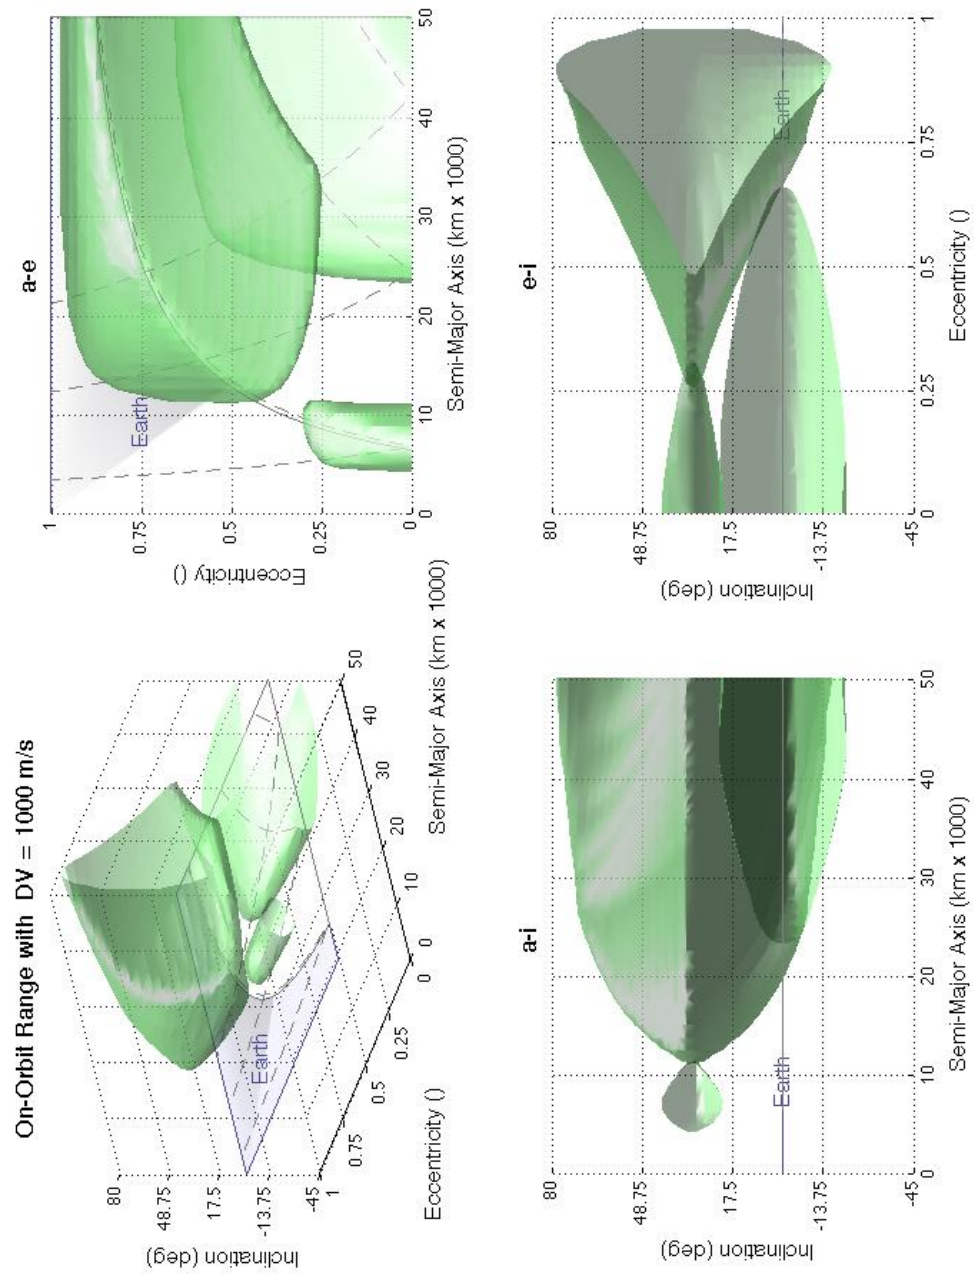 On-Orbit Range with DV = 1000 m/s
80
48.75
17.5
-13.75
-45
Inclination (deg)
1
0.75
0.5
0.25
0
Eccentricity ()
0
10
20
30
40
50
Semi-Major Axis (km x 1000)
Earth
a-e
1
0.75
0.5
0.25
0
Eccentricity ()
0
10
20
30
40
50
Semi-Major Axis (km x 1000)
Earth
a-i
80
48.75
17.5
-13.75
-45
Inclination (deg)
0
10
20
30
40
50
Semi-Major Axis (km x 1000)
Earth
e-i
80
48.75
17.5
-13.75
-45
Inclination (deg)
0
0.25
0.5
0.75
1
Eccentricity ()
Earth